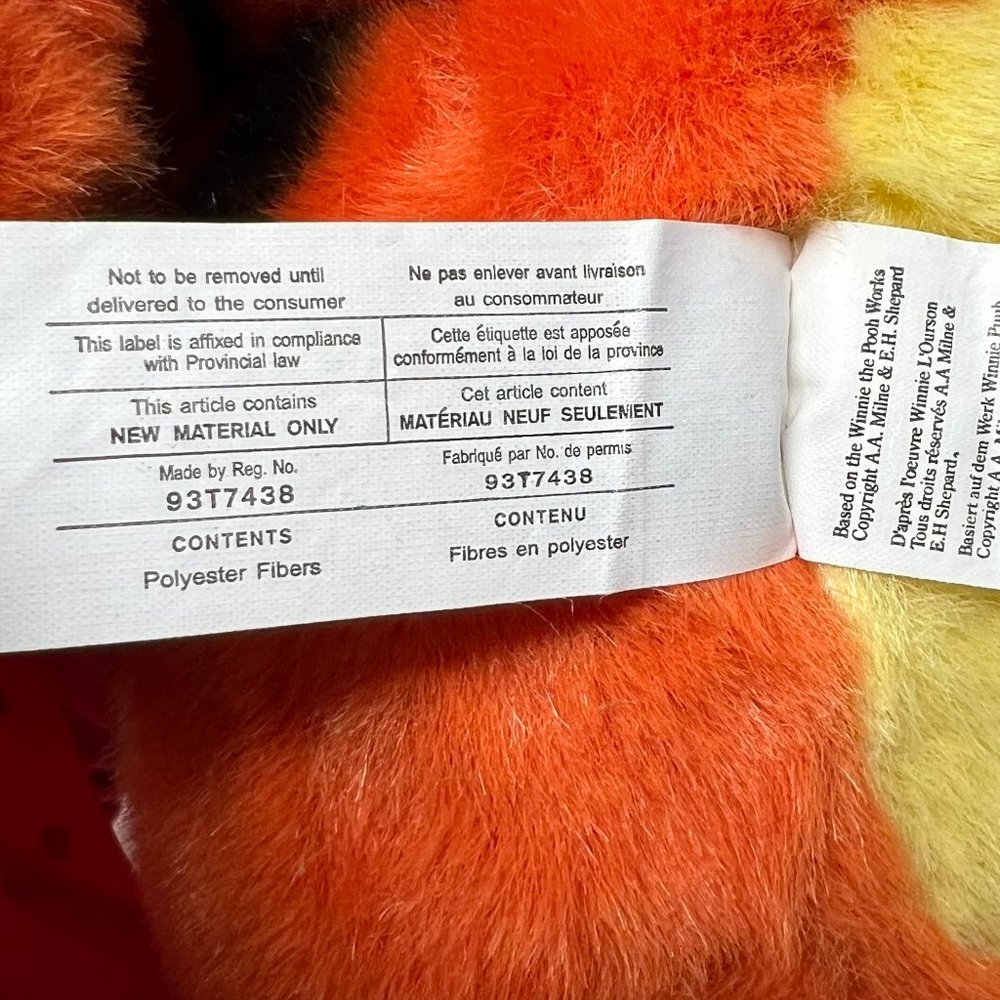 Not to be removed until
delivered to the consumer
This label is affixed in compliance
with Provincial law
This article contains
NEW MATERIAL ONLY
Made by Reg. No.
93T7438
CONTENTS
Polyester Fibers
Ne pas enlever avant livraison
au consommateur
Cette étiquette est apposée
conformément à la loi de la province
Cet article content
MATÉRIAU NEUF SEULEMENT
Fabriqué par No. de permis
93T7438
CONTENU
Fibres en polyester
Based on the Winnie the Pooh Works
Copyright A.A. Milne & E.H. Shepard
D'après l'oeuvre Winnie L'Ourson
Tous droits réservés A.A Milne &
E.H Shepard.
Basiert auf dem Werk Winnie Pooh
Copyright A.A.